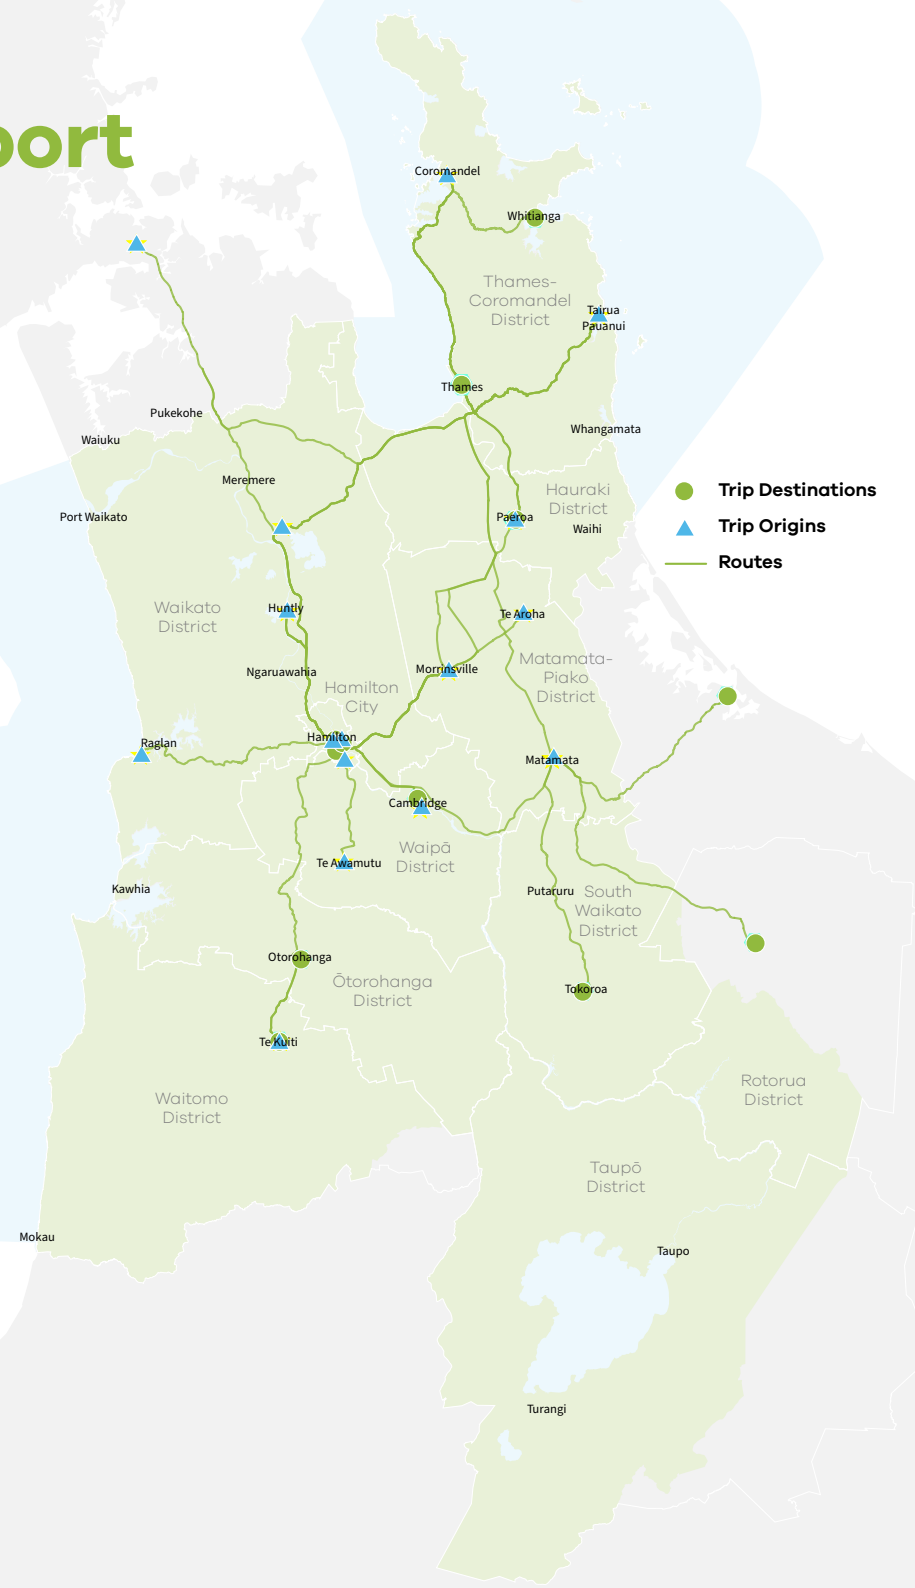 port
Coromandel
Whitianga
Thames-
Coromandel
District
Tairua
Pauanui
Thames
Pukekohe
Waiuku
Whangamata
Meremere
Port Waikato
Hauraki
District
Paeroa
Waihi
Trip Destinations
Trip Origins
Routes
Waikato
District
Huntly
Te Aroha
Ngaruawahia
Morrinsville
Matamata-
Piako
District
Hamilton
City
Hamilton
Raglan
Matamata
Cambridge
Waipā
District
Te Awamutu
Kawhia
Putaruru
South
Waikato
District
Otorohanga
Ōtorohanga
District
Tokoroa
Te Kuiti
Waitomo
District
Rotorua
District
Taupō
District
Mokau
Taupo
Turangi